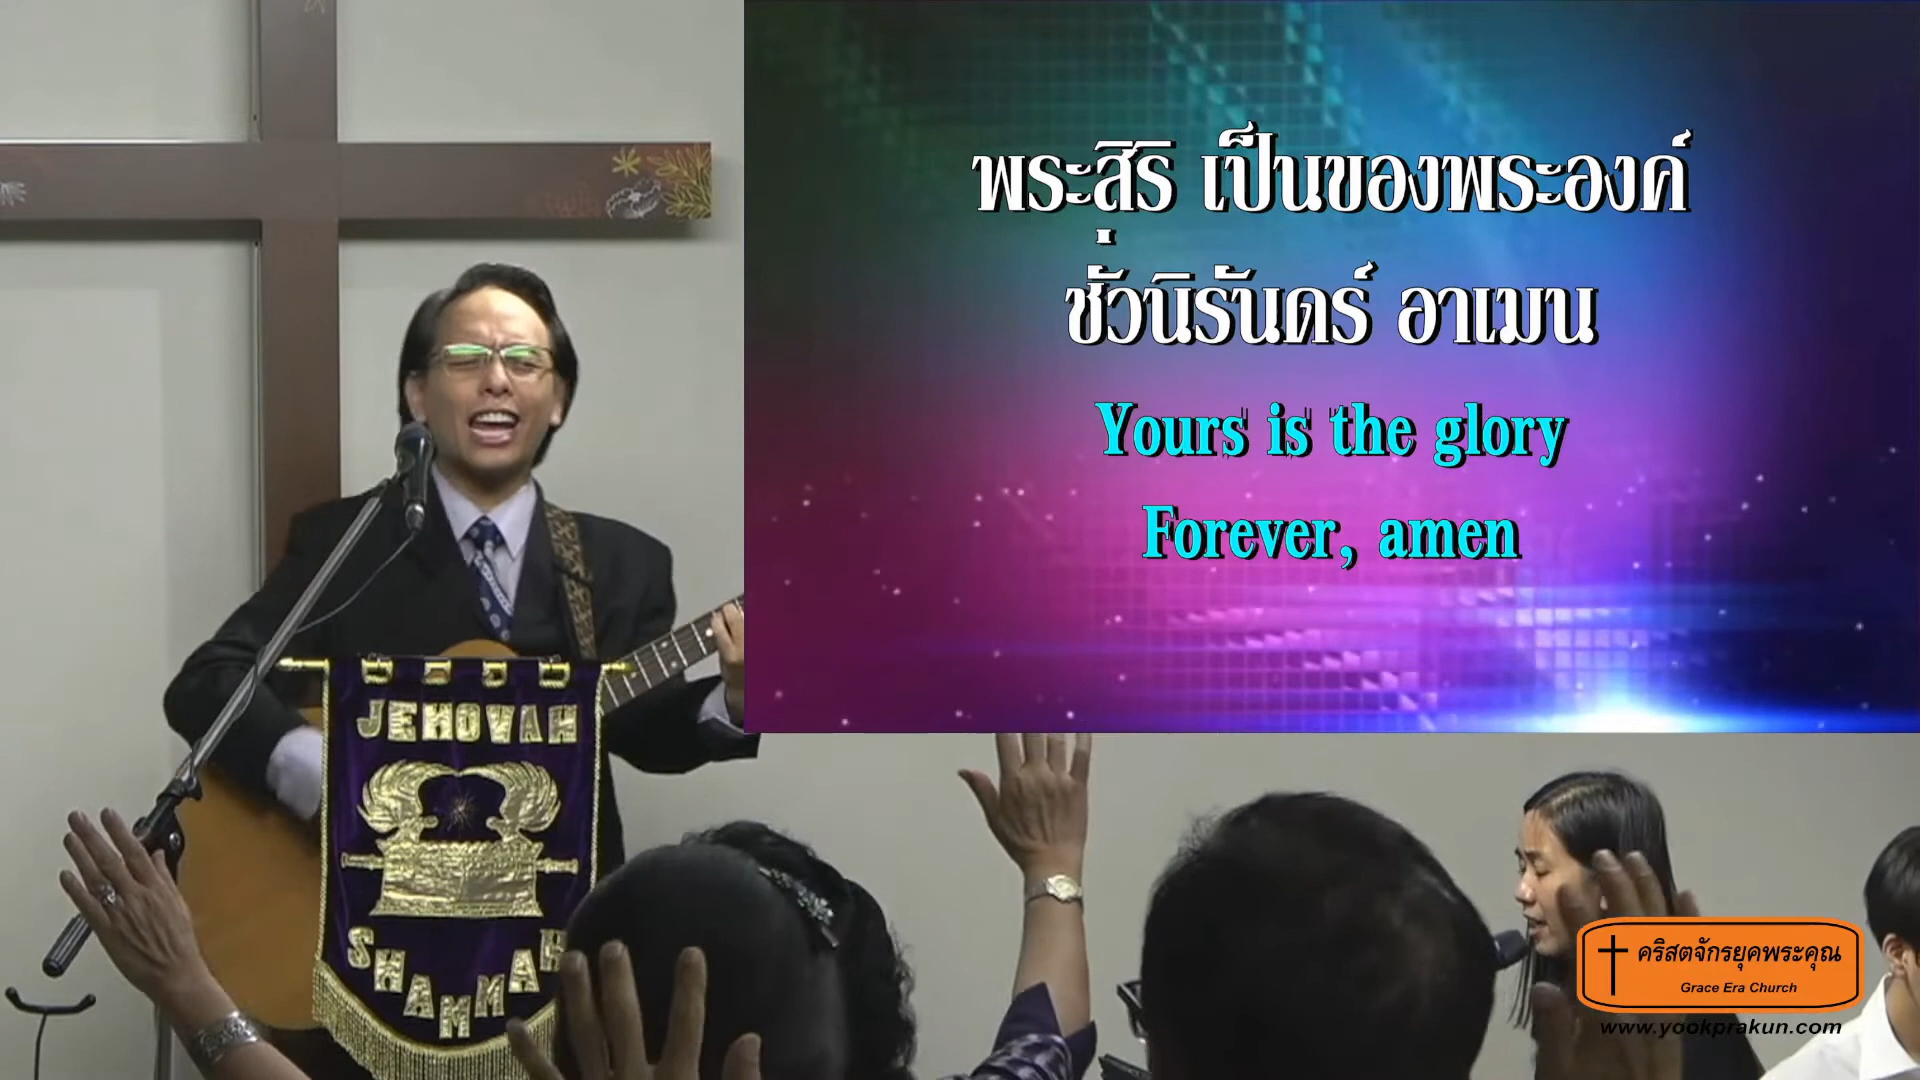 พระสิริ เป็นของพระองค์
ชั่วนิรันดร์ อาเมน
Yours is the glory
Forever, amen
JEHOVAH
SHAMMAH
คริสตจักรยุคพระคุณ
Grace Era Church
www.yookprakun.com